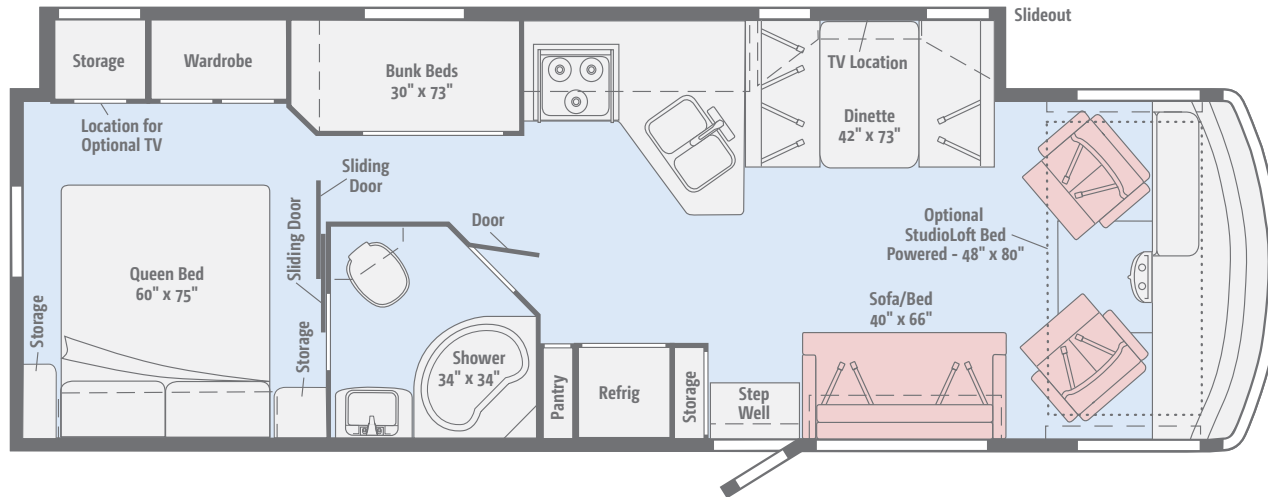 Slideout
Storage
Wardrobe
Bunk Beds
30" x 73"
TV Location
Dinette
42" x 73"
Location for
Optional TV
Sliding
Door
Sliding Door
Door
Optional
StudioLoft Bed
Powered - 48" x 80"
Queen Bed
60" x 75"
Sofa/Bed
40" x 66"
Storage
Storage
Shower
34" x 34"
Pantry
Refrig
Storage
Step
Well